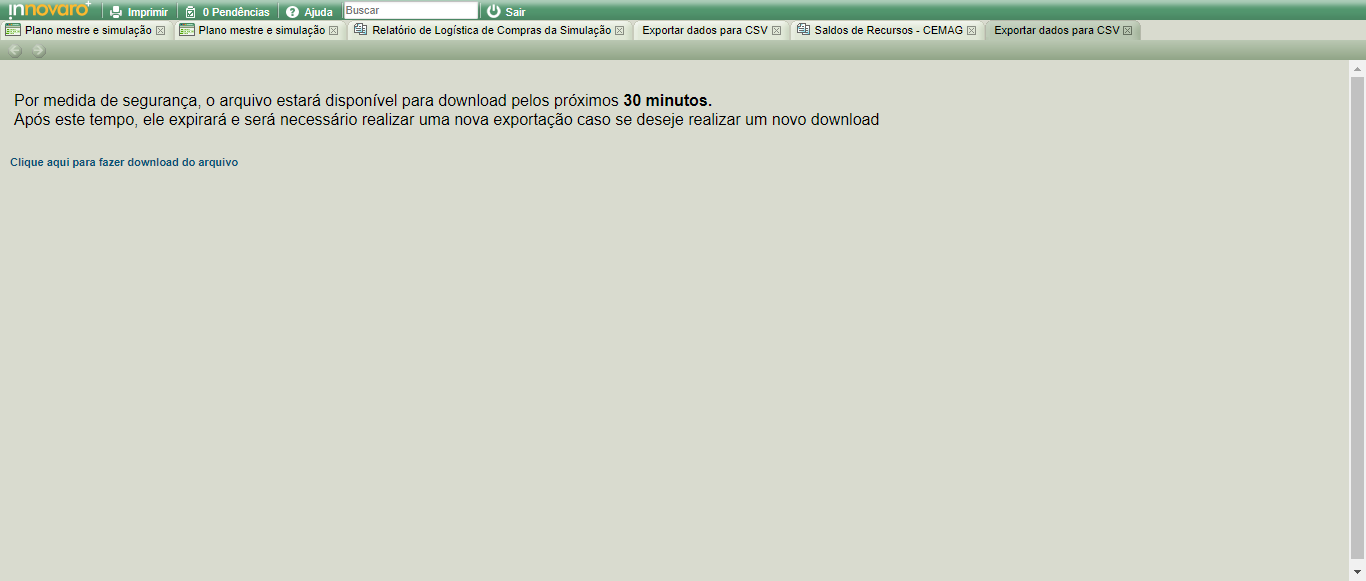 innovaro+ Imprimir 0 Pendências Ajuda Buscar Sair
Plano mestre e simulação Plano mestre e simulação Relatório de Logística de Compras da Simulação Exportar dados para CSV Saldos de Recursos - CEMAG Exportar dados para CSV
Por medida de segurança, o arquivo estará disponível para download pelos próximos 30 minutos.
Após este tempo, ele expirará e será necessário realizar uma nova exportação caso se deseje realizar um novo download
Clique aqui para fazer download do arquivo